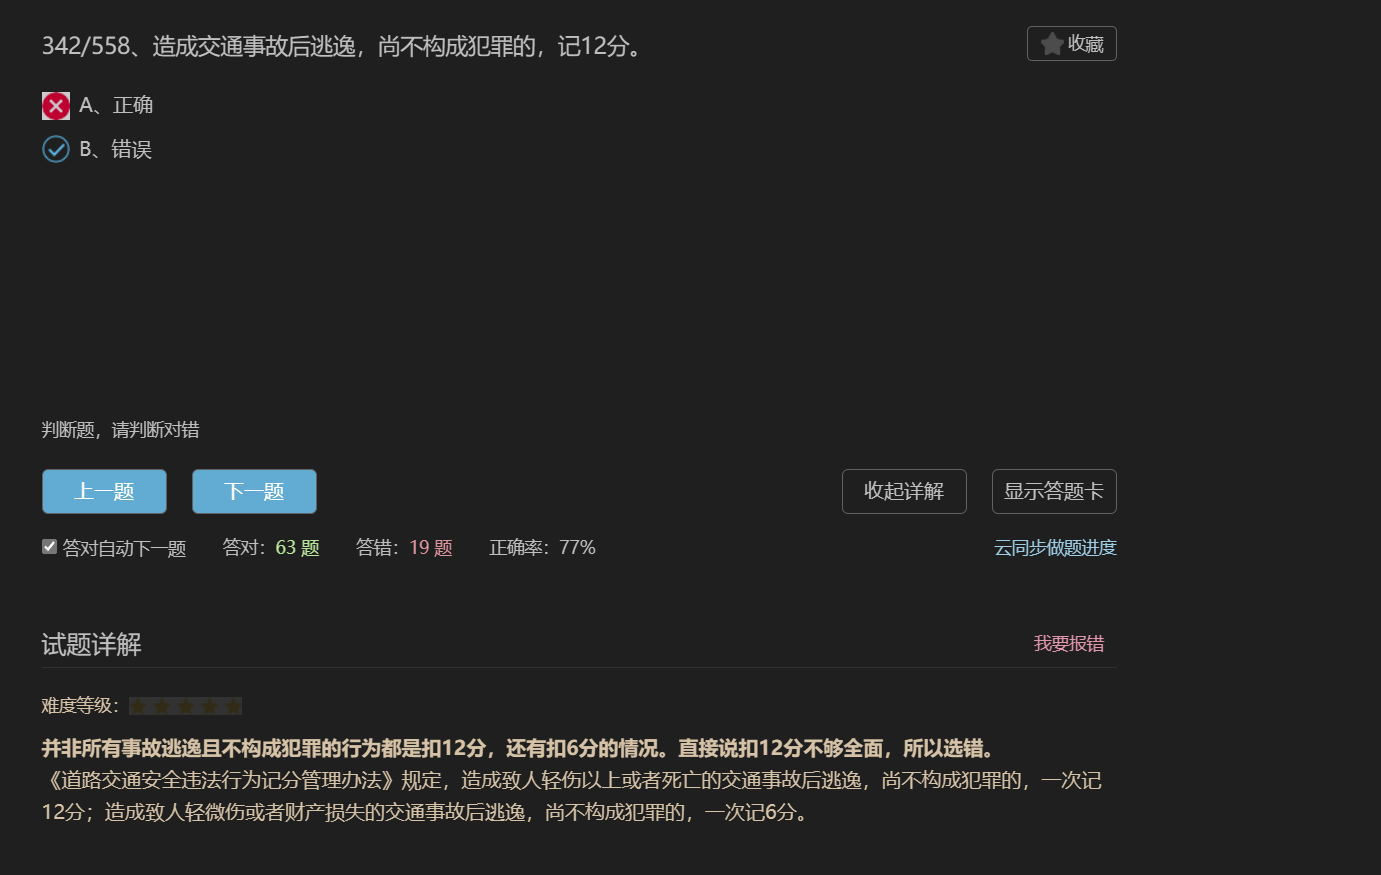 342/558、造成交通事故后逃逸，尚不构成犯罪的，记12分。
收藏
A、正确
B、错误
判断题，请判断对错
上一题
下一题
收起详解
显示答题卡
答对自动下一题 答对：63 题 答错：19 题 正确率：77%
云同步做题进度
试题详解
我要报错
难度等级：
并非所有事故逃逸且不构成犯罪的行为都是扣12分，还有扣6分的情况。直接说扣12分不够全面，所以选错。
《道路交通安全违法行为记分管理办法》规定，造成致人轻伤以上或者死亡的交通事故后逃逸，尚不构成犯罪的，一次记
12分；造成致人轻微伤或者财产损失的交通事故后逃逸，尚不构成犯罪的，一次记6分。